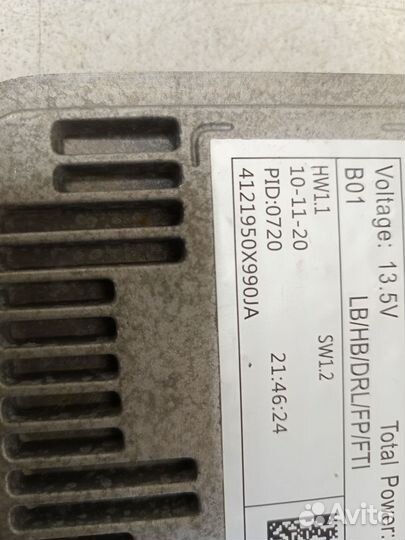 Voltage: 13.5V Total Power:
B01 LB/HB/DRL/FP/FTI
HW1.1 SW1.2
10-11-20 21:46:24
PID:0720
4121950X990JA
Avito